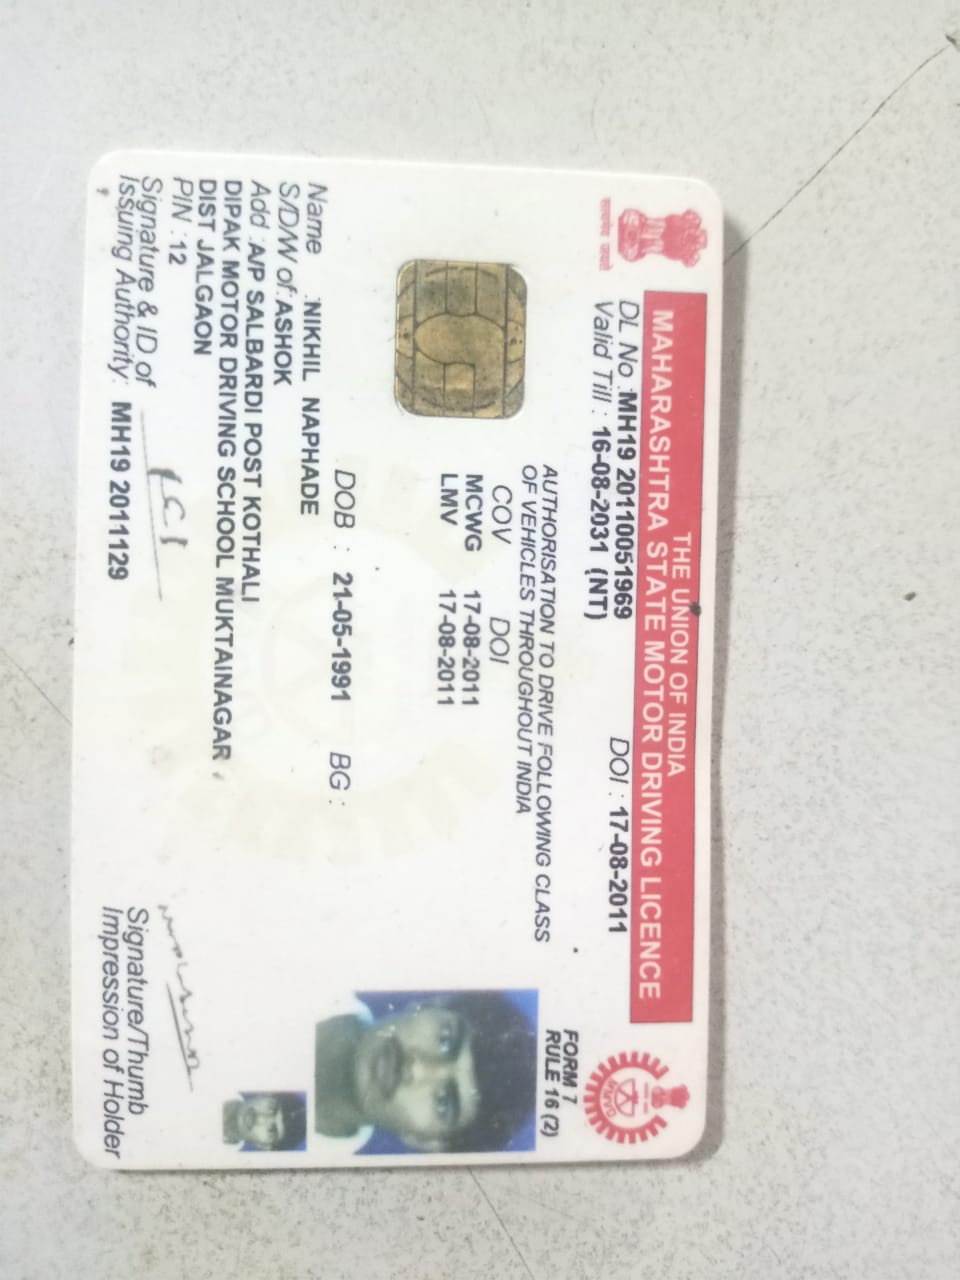 THE UNION OF INDIA
MAHARASHTRA STATE MOTOR DRIVING LICENCE
DL No :MH19 20110051969 DOI : 17-08-2011
Valid Till : 16-08-2031 (NT)
FORM 7
RULE 16 (2)
AUTHORISATION TO DRIVE FOLLOWING CLASS
OF VEHICLES THROUGHOUT INDIA
COV DOI
MCWG 17-08-2011
LMV 17-08-2011
DOB : 21-05-1991 BG :
Name :NIKHIL NAPHADE
S/D/W of:ASHOK
Add :A/P SALBARDI POST KOTHALI
DIPAK MOTOR DRIVING SCHOOL MUKTAINAGAR
DIST JALGAON
PIN :12
Signature & ID of
Issuing Authority: MH19 2011129
Signature/Thumb
Impression of Holder